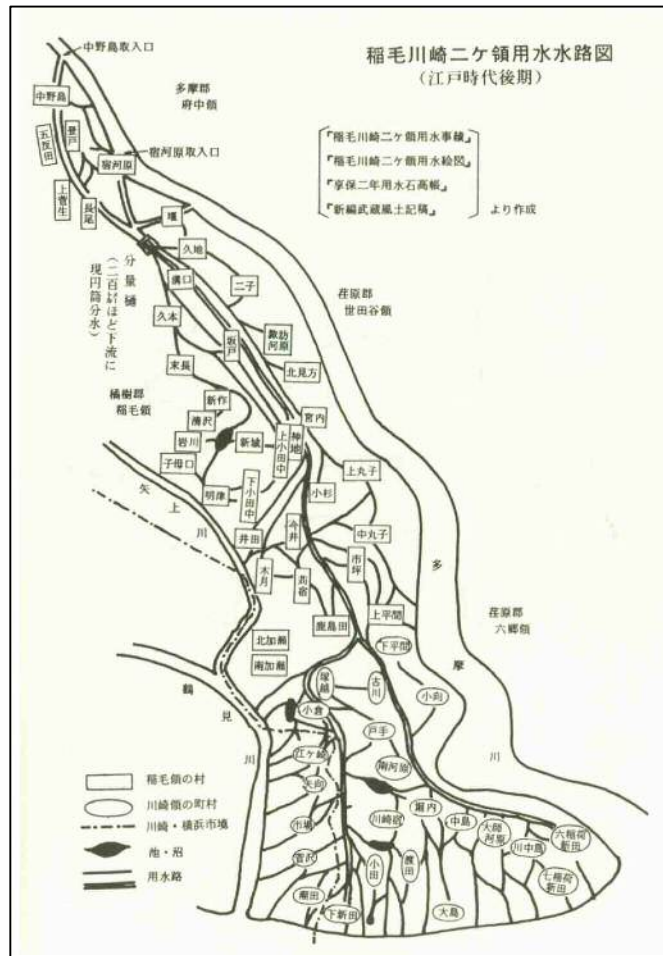 稲毛川崎二ケ領用水水路図
(江戸時代後期)
『稲毛川崎二ケ領用水事績』
『稲毛川崎二ケ領用水絵図』
『享保二年用水石高帳』
『新編武蔵風土記稿』
より作成
中野島取入口
多摩郡
府中領
中野島
登戸
五反田
宿河原取入口
宿河原
上菅生
長尾
堰
久地
分量樋
(二百㍍ほど下流に
現円筒分水)
溝口
二子
荏原郡
世田谷領
久本
坂戸
諏訪
河原
北見方
末長
橘樹郡
稲毛領
新作
清沢
岩川
新城
子母口
明津
宮内
神地
上小田中
下小田中
上丸子
小杉
矢上川
井田
今井
中丸子
市坪
木月
苅宿
多摩川
荏原郡
六郷領
鹿島田
上平間
下平間
北加瀬
南加瀬
塚越
古川
小向
鶴見川
小倉
戸手
江ケ崎
南河原
矢向
市場
川崎宿
堀内
中島
大師
河原
川中島
六稲荷
新田
七稲荷
新田
菅沢
小田
渡田
潮田
下新田
大島
稲毛領の村
川崎領の町村
川崎・横浜市境
池・沼
用水路